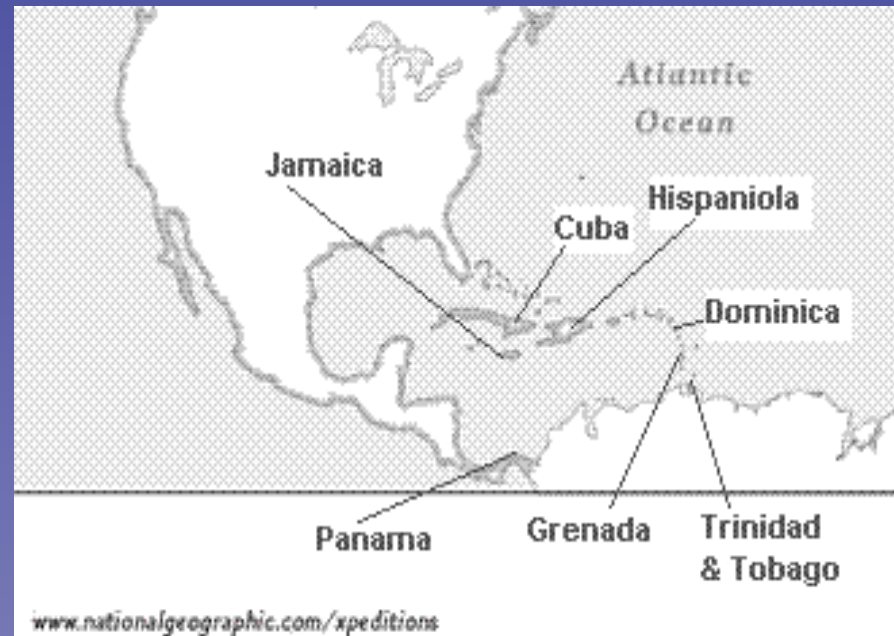 Atlantic
Ocean
Jamaica
Hispaniola
Cuba
Dominica
Panama
Grenada
Trinidad
& Tobago
www.nationalgeographic.com/xpeditions